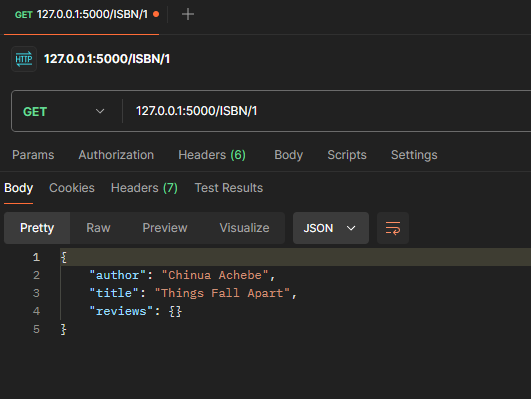 GET 127.0.0.1:5000/ISBN/1
HTTP 127.0.0.1:5000/ISBN/1
GET 127.0.0.1:5000/ISBN/1
Params Authorization Headers (6) Body Scripts Settings
Body Cookies Headers (7) Test Results
Pretty Raw Preview Visualize JSON
1 {
2 "author": "Chinua Achebe",
3 "title": "Things Fall Apart",
4 "reviews": {}
5 }